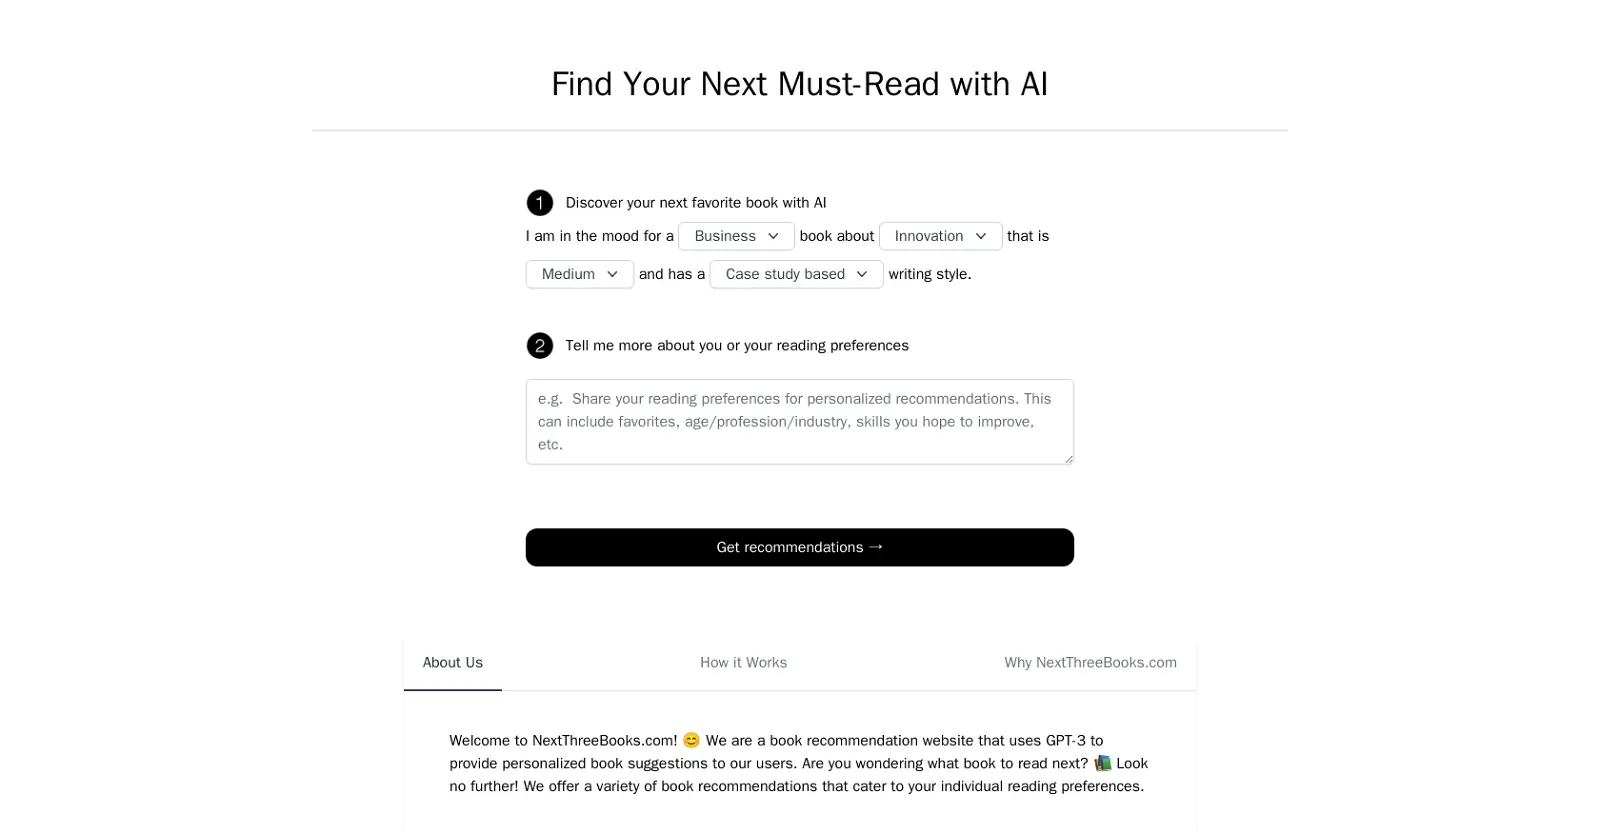 Find Your Next Must-Read with AI
1 Discover your next favorite book with AI
I am in the mood for a Business book about Innovation that is
Medium and has a Case study based writing style.
2 Tell me more about you or your reading preferences
e.g. Share your reading preferences for personalized recommendations. This
can include favorites, age/profession/industry, skills you hope to improve,
etc.
Get recommendations →
About Us How it Works Why NextThreeBooks.com
Welcome to NextThreeBooks.com! 😊 We are a book recommendation website that uses GPT-3 to
provide personalized book suggestions to our users. Are you wondering what book to read next? 📚 Look
no further! We offer a variety of book recommendations that cater to your individual reading preferences.